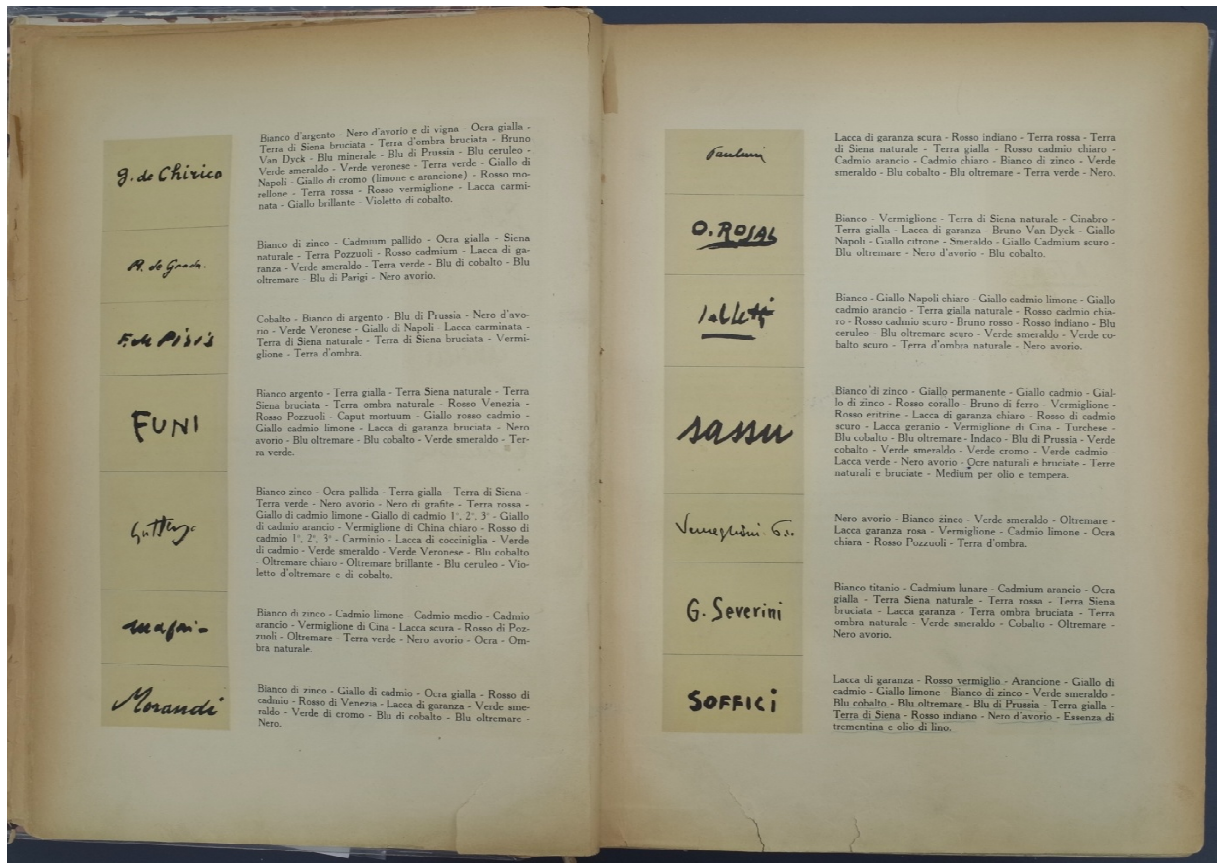 G. de Chirico
Bianco d'argento - Nero d'avorio e di vigna - Ocra gialla -
Terra di Siena bruciata - Terra d'ombra bruciata - Bruno
Van Dyck - Blu minerale - Blu di Prussia - Blu ceruleo -
Verde smeraldo - Verde veronese - Terra verde - Giallo di
Napoli - Giallo di cromo (limone e arancione) - Rosso mo-
rellone - Terra rossa - Rosso vermiglione - Lacca carmi-
nata - Giallo brillante - Violetto di cobalto.
R. de Grada
Bianco di zinco - Cadmium pallido - Ocra gialla - Siena
naturale - Terra Pozzuoli - Rosso cadmium - Lacca di ga-
ranza - Verde smeraldo - Terra verde - Blu di cobalto - Blu
oltremare - Blu di Parigi - Nero avorio.
F. de Pisis
Cobalto - Bianco di argento - Blu di Prussia - Nero d'avo-
rio - Verde Veronese - Giallo di Napoli - Lacca carminata -
Terra di Siena naturale - Terra di Siena bruciata - Vermi-
glione - Terra d'ombra.
FUNI
Bianco argento - Terra gialla - Terra Siena naturale - Terra
Siena bruciata - Terra ombra naturale - Rosso Venezia -
Rosso Pozzuoli - Caput mortuum - Giallo rosso cadmio -
Giallo cadmio limone - Lacca di garanza bruciata - Nero
avorio - Blu oltremare - Blu cobalto - Verde smeraldo - Ter-
ra verde.
Guttuso
Bianco zinco - Ocra pallida - Terra gialla - Terra di Siena -
Terra verde - Nero avorio - Nero di grafite - Terra rossa -
Giallo di cadmio limone - Giallo di cadmio 1°, 2°, 3° - Giallo
di cadmio arancio - Vermiglione di China chiaro - Rosso di
cadmio 1°, 2°, 3° - Carminio - Lacca di cocciniglia - Verde
di cadmio - Verde smeraldo - Verde Veronese - Blu cobalto
- Oltremare chiaro - Oltremare brillante - Blu ceruleo - Vio-
letto d'oltremare e di cobalto.
Mafai
Bianco di zinco - Cadmio limone - Cadmio medio - Cadmio
arancio - Vermiglione di Cina - Lacca scura - Rosso di Poz-
zuoli - Oltremare - Terra verde - Nero avorio - Ocra - Om-
bra naturale.
Morandi
Bianco di zinco - Giallo di cadmio - Ocra gialla - Rosso di
cadmio - Rosso di Venezia - Lacca di garanza - Verde sme-
raldo - Verde di cromo - Blu di cobalto - Blu oltremare -
Nero.
Lacca di garanza scura - Rosso indiano - Terra rossa - Terra
di Siena naturale - Terra gialla - Rosso cadmio chiaro -
Cadmio arancio - Cadmio chiaro - Bianco di zinco - Verde
smeraldo - Blu cobalto - Blu oltremare - Terra verde - Nero.
O. ROSAI
Bianco - Vermiglione - Terra di Siena naturale - Cinabro -
Terra gialla - Lacca di garanza - Bruno Van Dyck - Giallo
Napoli - Giallo citrone - Smeraldo - Giallo Cadmium scuro -
Blu oltremare - Nero d'avorio - Blu cobalto.
Saletti
Bianco - Giallo Napoli chiaro - Giallo cadmio limone - Giallo
cadmio arancio - Terra gialla naturale - Rosso cadmio chia-
ro - Rosso cadmio scuro - Bruno rosso - Rosso indiano - Blu
ceruleo - Blu oltremare scuro - Verde smeraldo - Verde co-
balto scuro - Terra d'ombra naturale - Nero avorio.
sassu
Bianco di zinco - Giallo permanente - Giallo cadmio - Gial-
lo di zinco - Rosso corallo - Bruno di ferro - Vermiglione -
Rosso eritrine - Lacca di garanza chiaro - Rosso di cadmio
scuro - Lacca geranio - Vermiglione di Cina - Turchese -
Blu cobalto - Blu oltremare - Indaco - Blu di Prussia - Verde
cobalto - Verde smeraldo - Verde cromo - Verde cadmio -
Lacca verde - Nero avorio - Ocre naturali e bruciate - Terre
naturali e bruciate - Medium per olio e tempera.
Nero avorio - Bianco zinco - Verde smeraldo - Oltremare -
Lacca garanza rosa - Vermiglione - Cadmio limone - Ocra
chiara - Rosso Pozzuoli - Terra d'ombra.
G. Severini
Bianco titanio - Cadmium lunare - Cadmium arancio - Ocra
gialla - Terra Siena naturale - Terra rossa - Terra Siena
bruciata - Lacca garanza - Terra ombra bruciata - Terra
ombra naturale - Verde smeraldo - Cobalto - Oltremare -
Nero avorio.
SOFFICI
Lacca di garanza - Rosso vermiglio - Arancione - Giallo di
cadmio - Giallo limone - Bianco di zinco - Verde smeraldo -
Blu cobalto - Blu oltremare - Blu di Prussia - Terra gialla -
Terra di Siena - Rosso indiano - Nero d'avorio - Essenza di
trementina e olio di lino.